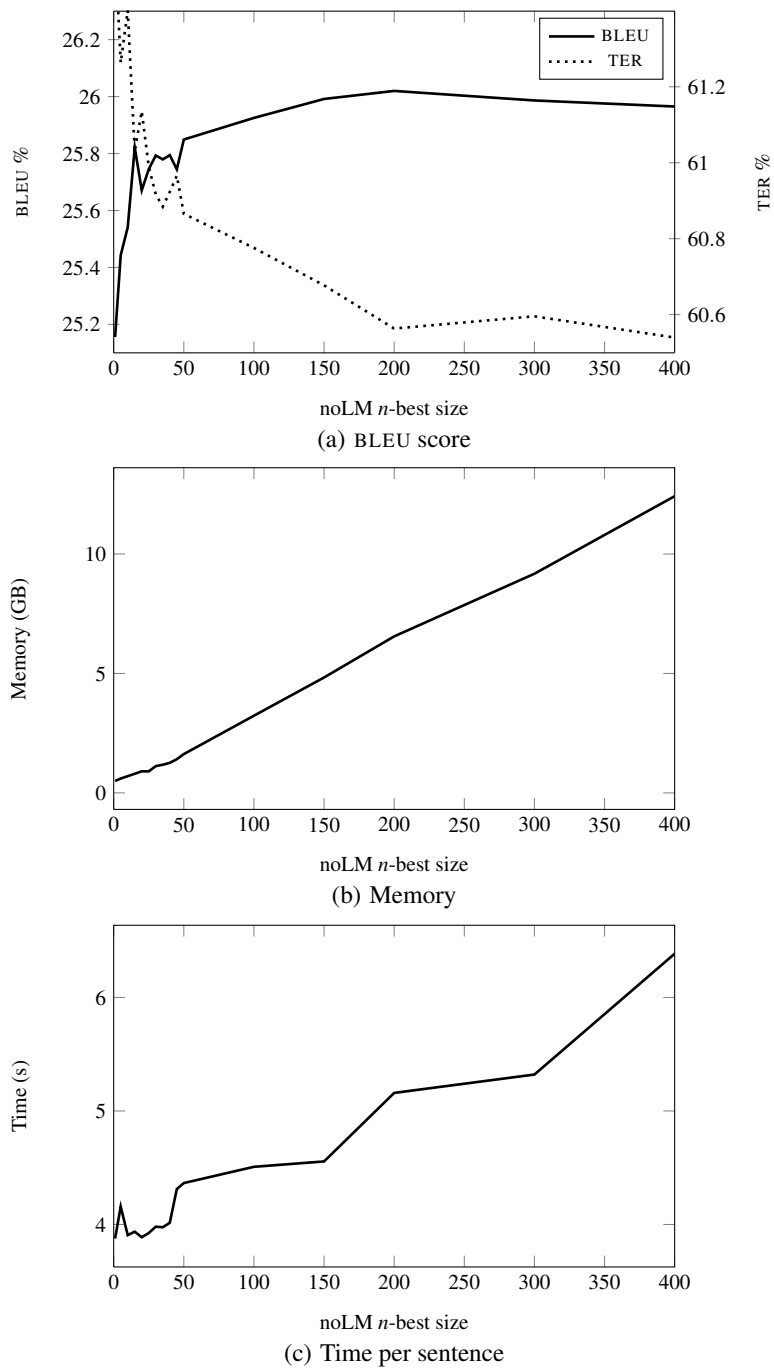 BLEU
TER
26.2
26
25.8
25.6
25.4
25.2
BLEU %
61.2
61
60.8
60.6
TER %
0 50 100 150 200 250 300 350 400
noLM n-best size
(a) BLEU score
10
5
0
Memory (GB)
0 50 100 150 200 250 300 350 400
noLM n-best size
(b) Memory
6
5
4
Time (s)
0 50 100 150 200 250 300 350 400
noLM n-best size
(c) Time per sentence